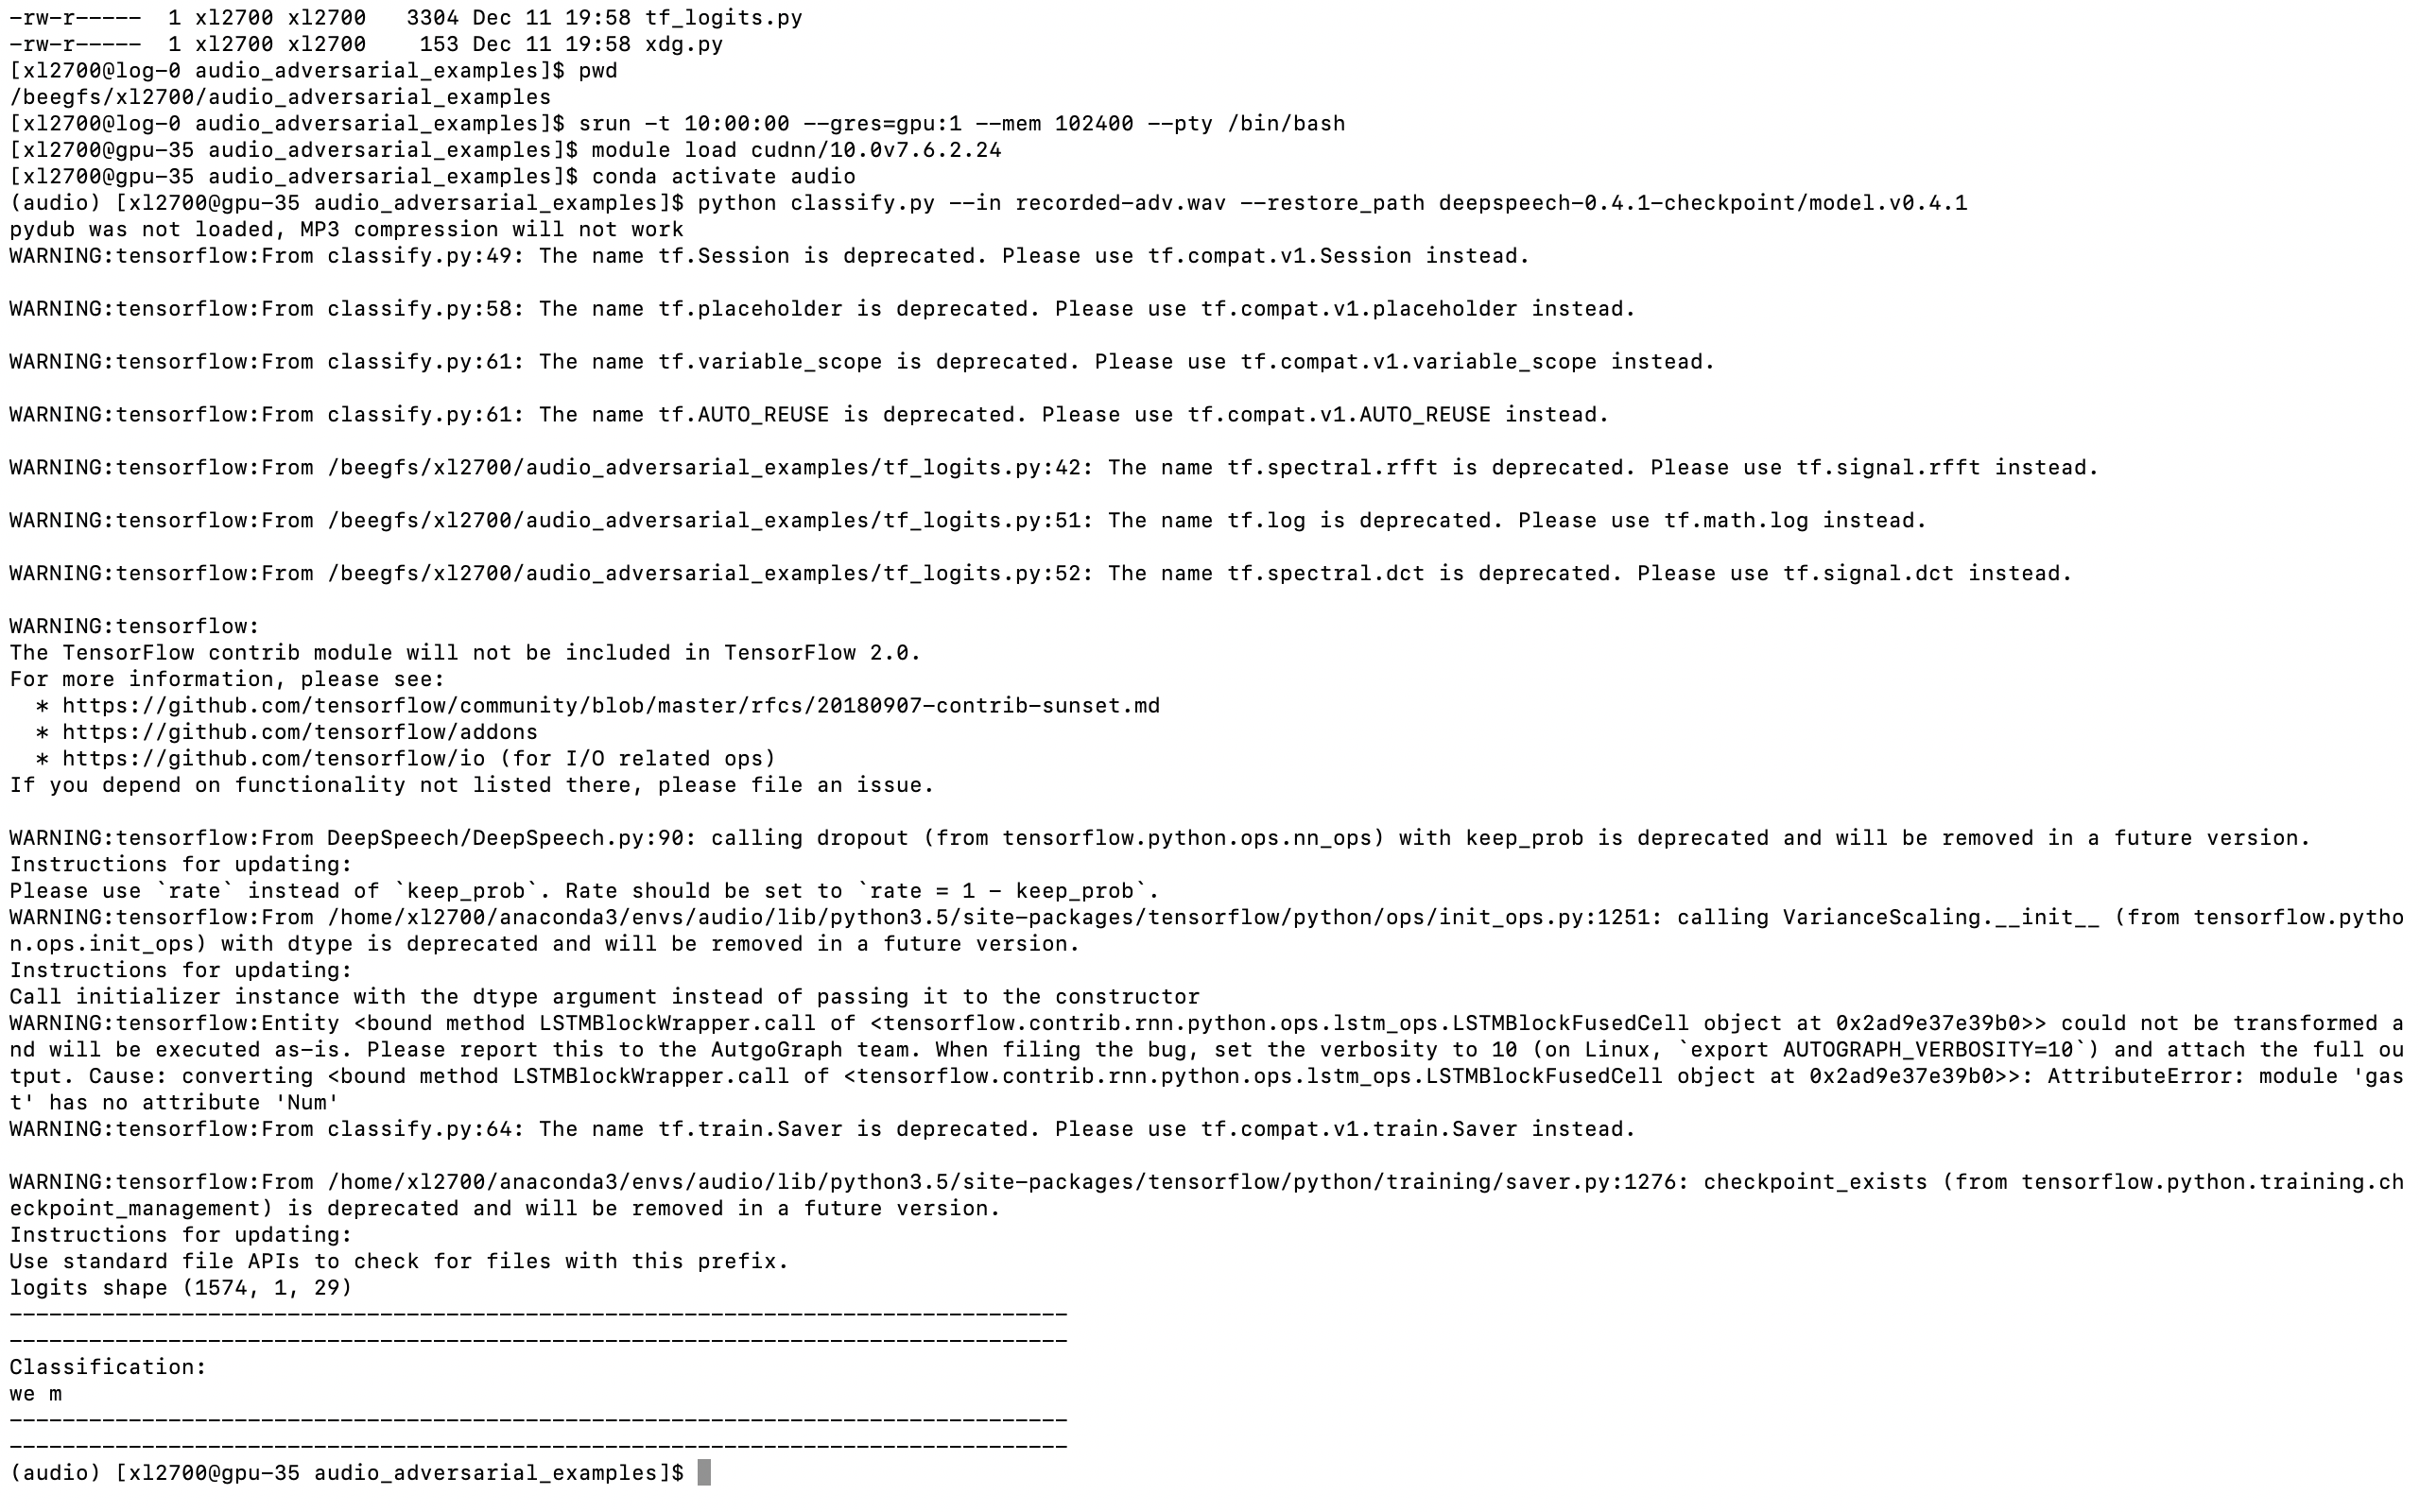 -rw-r-----  1 xl2700 xl2700   3304 Dec 11 19:58 tf_logits.py
-rw-r-----  1 xl2700 xl2700    153 Dec 11 19:58 xdg.py
[xl2700@log-0 audio_adversarial_examples]$ pwd
/beegfs/xl2700/audio_adversarial_examples
[xl2700@log-0 audio_adversarial_examples]$ srun -t 10:00:00 --gres=gpu:1 --mem 102400 --pty /bin/bash
[xl2700@gpu-35 audio_adversarial_examples]$ module load cudnn/10.0v7.6.2.24
[xl2700@gpu-35 audio_adversarial_examples]$ conda activate audio
(audio) [xl2700@gpu-35 audio_adversarial_examples]$ python classify.py --in recorded-adv.wav --restore_path deepspeech-0.4.1-checkpoint/model.v0.4.1
pydub was not loaded, MP3 compression will not work
WARNING:tensorflow:From classify.py:49: The name tf.Session is deprecated. Please use tf.compat.v1.Session instead.

WARNING:tensorflow:From classify.py:58: The name tf.placeholder is deprecated. Please use tf.compat.v1.placeholder instead.

WARNING:tensorflow:From classify.py:61: The name tf.variable_scope is deprecated. Please use tf.compat.v1.variable_scope instead.

WARNING:tensorflow:From classify.py:61: The name tf.AUTO_REUSE is deprecated. Please use tf.compat.v1.AUTO_REUSE instead.

WARNING:tensorflow:From /beegfs/xl2700/audio_adversarial_examples/tf_logits.py:42: The name tf.spectral.rfft is deprecated. Please use tf.signal.rfft instead.

WARNING:tensorflow:From /beegfs/xl2700/audio_adversarial_examples/tf_logits.py:51: The name tf.log is deprecated. Please use tf.math.log instead.

WARNING:tensorflow:From /beegfs/xl2700/audio_adversarial_examples/tf_logits.py:52: The name tf.spectral.dct is deprecated. Please use tf.signal.dct instead.

WARNING:tensorflow:
The TensorFlow contrib module will not be included in TensorFlow 2.0.
For more information, please see:
  * https://github.com/tensorflow/community/blob/master/rfcs/20180907-contrib-sunset.md
  * https://github.com/tensorflow/addons
  * https://github.com/tensorflow/io (for I/O related ops)
If you depend on functionality not listed there, please file an issue.

WARNING:tensorflow:From DeepSpeech/DeepSpeech.py:90: calling dropout (from tensorflow.python.ops.nn_ops) with keep_prob is deprecated and will be removed in a future version.
Instructions for updating:
Please use `rate` instead of `keep_prob`. Rate should be set to `rate = 1 - keep_prob`.
WARNING:tensorflow:From /home/xl2700/anaconda3/envs/audio/lib/python3.5/site-packages/tensorflow/python/ops/init_ops.py:1251: calling VarianceScaling.__init__ (from tensorflow.pytho
n.ops.init_ops) with dtype is deprecated and will be removed in a future version.
Instructions for updating:
Call initializer instance with the dtype argument instead of passing it to the constructor
WARNING:tensorflow:Entity <bound method LSTMBlockWrapper.call of <tensorflow.contrib.rnn.python.ops.lstm_ops.LSTMBlockFusedCell object at 0x2ad9e37e39b0>> could not be transformed a
nd will be executed as-is. Please report this to the AutgoGraph team. When filing the bug, set the verbosity to 10 (on Linux, `export AUTOGRAPH_VERBOSITY=10`) and attach the full ou
tput. Cause: converting <bound method LSTMBlockWrapper.call of <tensorflow.contrib.rnn.python.ops.lstm_ops.LSTMBlockFusedCell object at 0x2ad9e37e39b0>>: AttributeError: module 'gas
t' has no attribute 'Num'
WARNING:tensorflow:From classify.py:64: The name tf.train.Saver is deprecated. Please use tf.compat.v1.train.Saver instead.

WARNING:tensorflow:From /home/xl2700/anaconda3/envs/audio/lib/python3.5/site-packages/tensorflow/python/training/saver.py:1276: checkpoint_exists (from tensorflow.python.training.ch
eckpoint_management) is deprecated and will be removed in a future version.
Instructions for updating:
Use standard file APIs to check for files with this prefix.
logits shape (1574, 1, 29)
--------------------------------------------------------------------------------
--------------------------------------------------------------------------------
Classification:
we m
--------------------------------------------------------------------------------
--------------------------------------------------------------------------------
(audio) [xl2700@gpu-35 audio_adversarial_examples]$